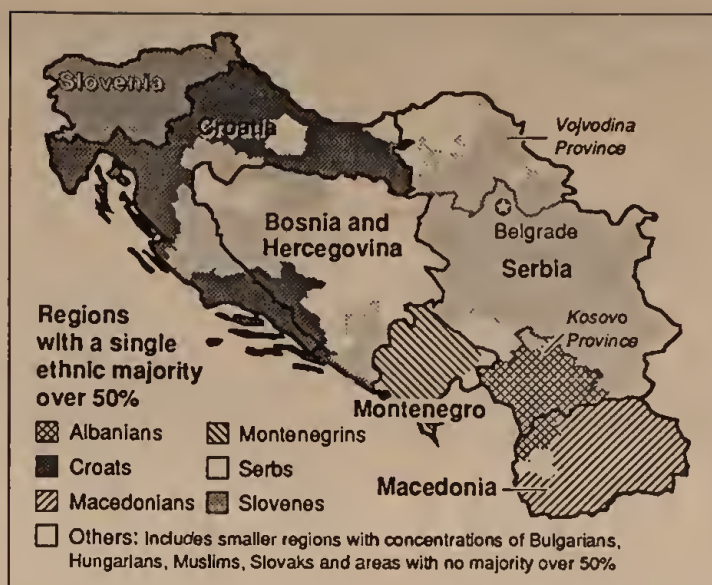 Slovenia
Croatia
Vojvodina
Province
Belgrade
Bosnia and
Hercegovina
Serbia
Kosovo
Province
Montenegro
Macedonia
Regions
with a single
ethnic majority
over 50%
Albanians
Montenegrins
Croats
Serbs
Macedonians
Slovenes
Others: Includes smaller regions with concentrations of Bulgarians,
Hungarians, Muslims, Slovaks and areas with no majority over 50%